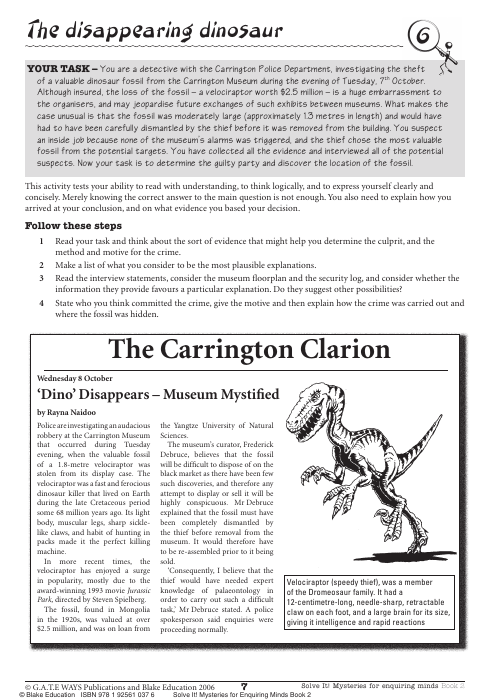 The disappearing dinosaur
6
YOUR TASK – You are a detective with the Carrington Police Department, investigating the theft
of a valuable dinosaur fossil from the Carrington Museum during the evening of Tuesday, 7th October.
Although insured, the loss of the fossil – a velociraptor worth $2.5 million – is a huge embarrassment to
the organisers, and may jeopardise future exchanges of such exhibits between museums. What makes the
case unusual is that the fossil was moderately large (approximately 1.3 metres in length) and would have
had to have been carefully dismantled by the thief before it was removed from the building. You suspect
an inside job because none of the museum's alarms was triggered, and the thief chose the most valuable
fossil from the potential targets. You have collected all the evidence and interviewed all of the potential
suspects. Now your task is to determine the guilty party and discover the location of the fossil.
This activity tests your ability to read with understanding, to think logically, and to express yourself clearly and
concisely. Merely knowing the correct answer to the main question is not enough. You also need to explain how you
arrived at your conclusion, and on what evidence you based your decision.
Follow these steps
1 Read your task and think about the sort of evidence that might help you determine the culprit, and the
method and motive for the crime.
2 Make a list of what you consider to be the most plausible explanations.
3 Read the interview statements, consider the museum floorplan and the security log, and consider whether the
information they provide favours a particular explanation. Do they suggest other possibilities?
4 State who you think committed the crime, give the motive and then explain how the crime was carried out and
where the fossil was hidden.
The Carrington Clarion
Wednesday 8 October
'Dino' Disappears – Museum Mystified
by Rayna Naidoo
Police are investigating an audacious
robbery at the Carrington Museum
that occurred during Tuesday
evening, when the valuable fossil
of a 1.8-metre velociraptor was
stolen from its display case. The
velociraptor was a fast and ferocious
dinosaur killer that lived on Earth
during the late Cretaceous period
some 68 million years ago. Its light
body, muscular legs, sharp sickle-
like claws, and habit of hunting in
packs made it the perfect killing
machine.
In more recent times, the
velociraptor has enjoyed a surge
in popularity, mostly due to the
award-winning 1993 movie Jurassic
Park, directed by Steven Spielberg.
The fossil, found in Mongolia
in the 1920s, was valued at over
$2.5 million, and was on loan from
the Yangtze University of Natural
Sciences.
The museum's curator, Frederick
Debruce, believes that the fossil
will be difficult to dispose of on the
black market as there have been few
such discoveries, and therefore any
attempt to display or sell it will be
highly conspicuous. Mr Debruce
explained that the fossil must have
been completely dismantled by
the thief before removal from the
museum. It would therefore have
to be re-assembled prior to it being
sold.
'Consequently, I believe that the
thief would have needed expert
knowledge of palaeontology in
order to carry out such a difficult
task,' Mr Debruce stated. A police
spokesperson said enquiries were
proceeding normally.
Velociraptor (speedy thief), was a member
of the Dromeosaur family. It had a
12-centimetre-long, needle-sharp, retractable
claw on each foot, and a large brain for its size,
giving it intelligence and rapid reactions
© G.A.T.E WAYS Publications and Blake Education 2006
7
Solve It! Mysteries for enquiring minds Book 2
© Blake Education ISBN 978 1 92561 037 6 Solve It! Mysteries for Enquiring Minds Book 2